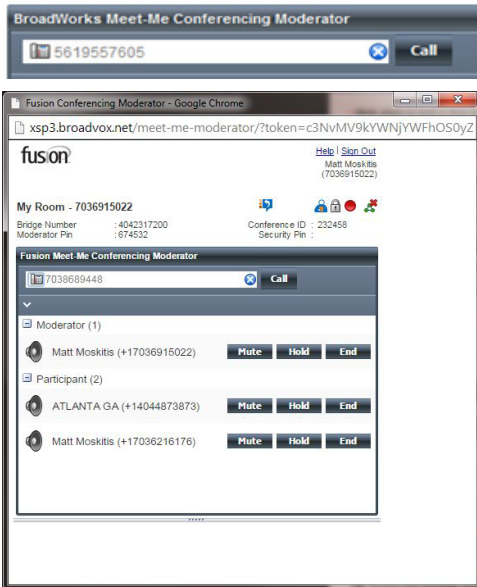 BroadWorks Meet-Me Conferencing Moderator
5619557605 Call
Fusion Conferencing Moderator - Google Chrome
xsp3.broadvox.net/meet-me-moderator/?token=c3NvMV9kYWNjYWFhOS0yZ
fusion Help | Sign Out
Matt Moskitis
(7036915022)
My Room - 7036915022
Bridge Number : 4042317200 Conference ID : 232458
Moderator Pin : 674532 Security Pin :
Fusion Meet-Me Conferencing Moderator
7038689448 Call
Moderator (1)
Matt Moskitis (+17036915022) Mute Hold End
Participant (2)
ATLANTA GA (+14044873873) Mute Hold End
Matt Moskitis (+17036216176) Mute Hold End